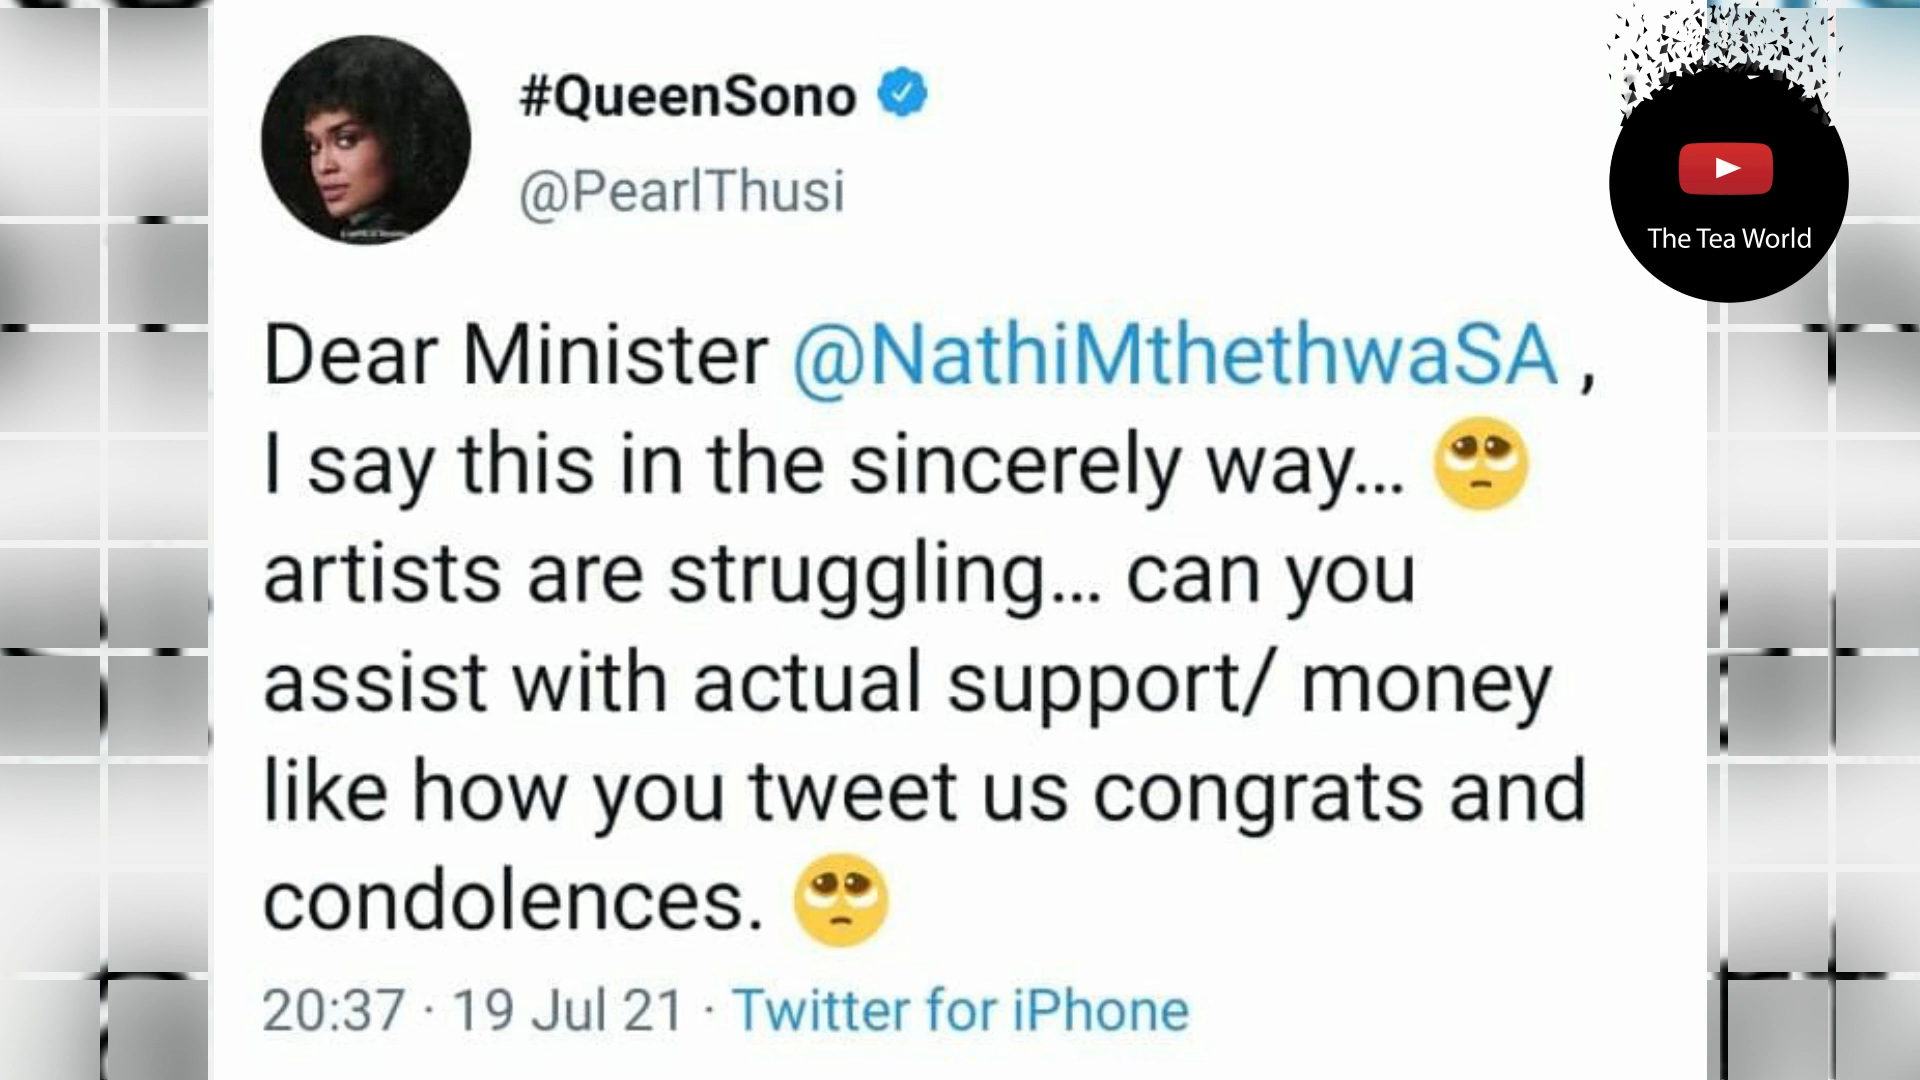 #QueenSono
@PearlThusi
The Tea World
Dear Minister @NathiMthethwaSA ,
I say this in the sincerely way... 🥺
artists are struggling... can you
assist with actual support/ money
like how you tweet us congrats and
condolences. 🥺
20:37 · 19 Jul 21 · Twitter for iPhone